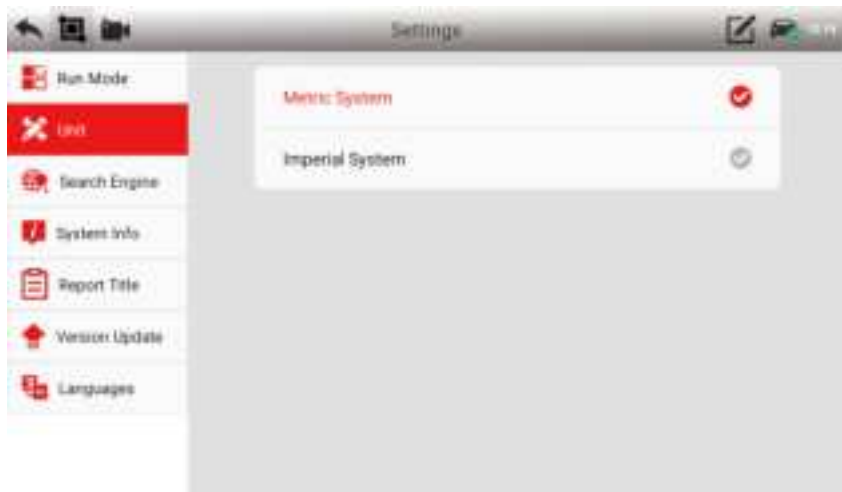 Settings
Run Mode
Unit
Search Engine
System Info
Report Title
Version Update
Languages
Metric System
Imperial System